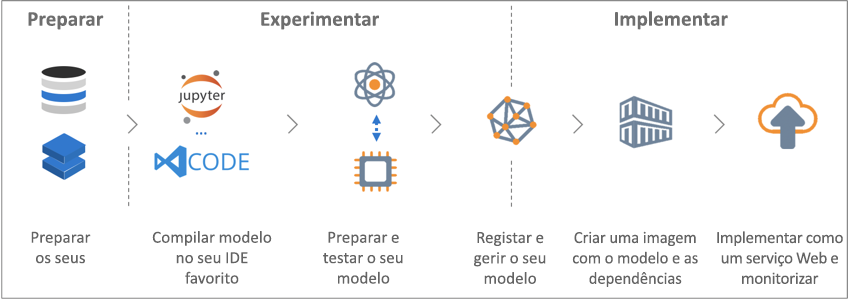 Preparar
Experimentar
Implementar
jupyter
...
CODE
Preparar
os seus
Compilar modelo
no seu IDE
favorito
Preparar e
testar o seu
modelo
Registar e
gerir o seu
modelo
Criar uma imagem
com o modelo e as
dependências
Implementar como
um serviço Web e
monitorizar